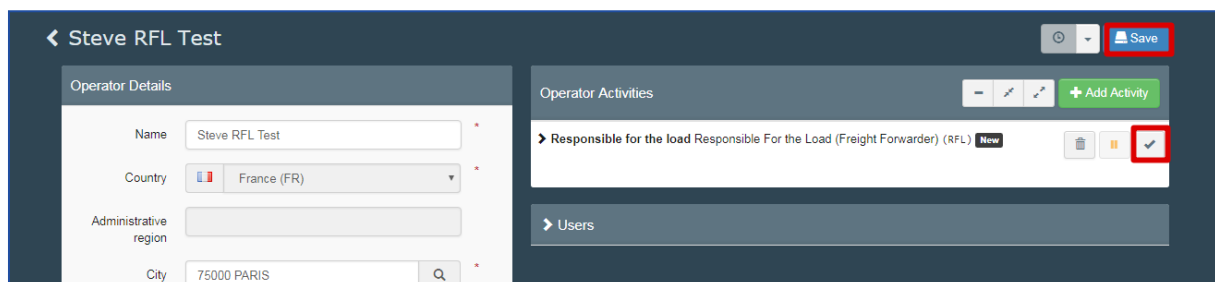 Steve RFL Test
Save
Operator Details
Name Steve RFL Test *
Country France (FR) *
Administrative
region
City 75000 PARIS *
Operator Activities
Add Activity
Responsible for the load Responsible For the Load (Freight Forwarder) (RFL) New
Users